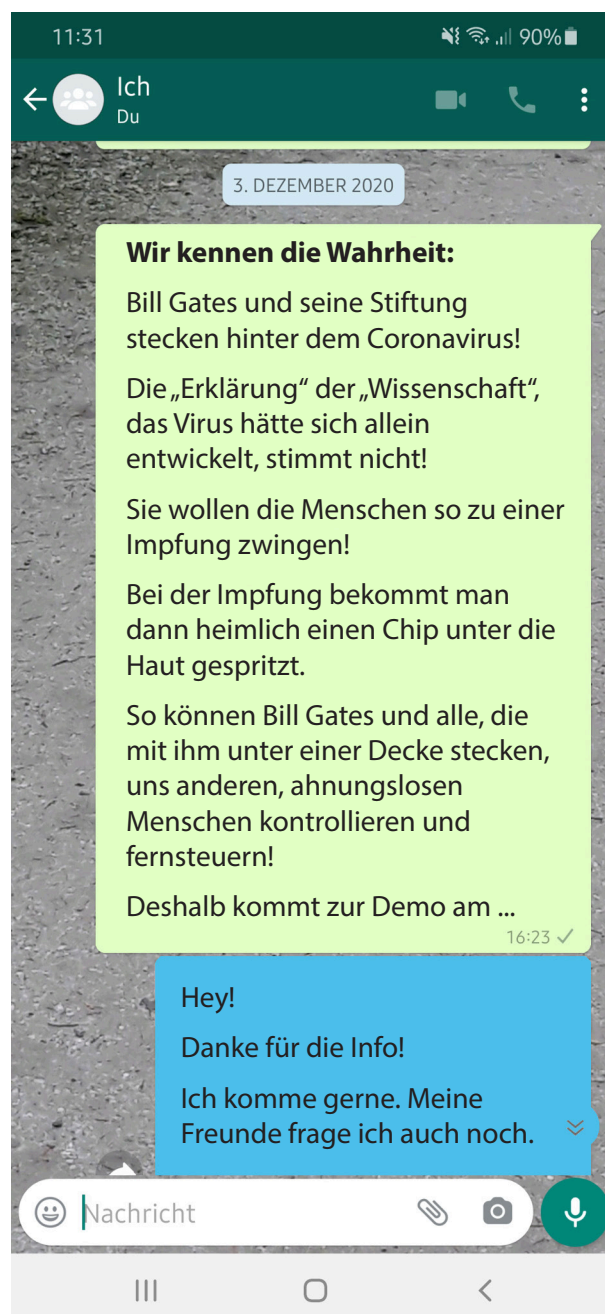 11:31 90%
Ich
Du
3. DEZEMBER 2020
Wir kennen die Wahrheit:
Bill Gates und seine Stiftung
stecken hinter dem Coronavirus!
Die „Erklärung“ der „Wissenschaft“,
das Virus hätte sich allein
entwickelt, stimmt nicht!
Sie wollen die Menschen so zu einer
Impfung zwingen!
Bei der Impfung bekommt man
dann heimlich einen Chip unter die
Haut gespritzt.
So können Bill Gates und alle, die
mit ihm unter einer Decke stecken,
uns anderen, ahnungslosen
Menschen kontrollieren und
fernsteuern!
Deshalb kommt zur Demo am ...
16:23
Hey!
Danke für die Info!
Ich komme gerne. Meine
Freunde frage ich auch noch.
Nachricht